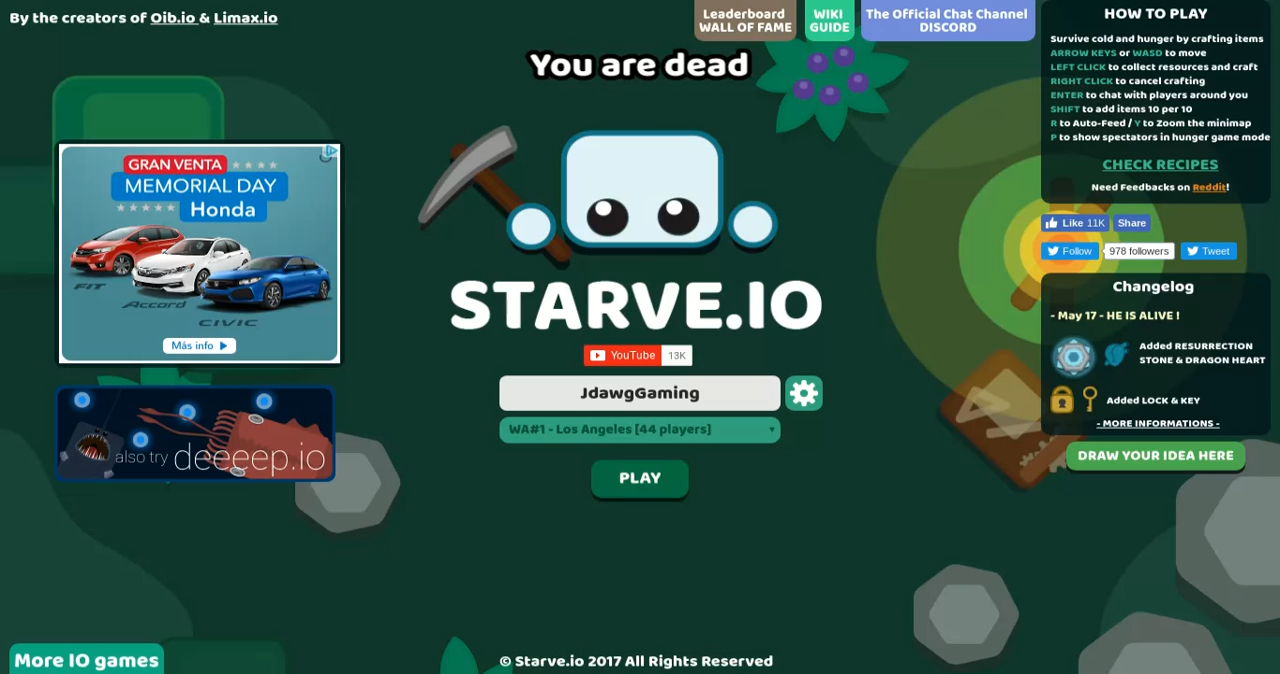 By the creators of Oib.io & Limax.io
Leaderboard
WALL OF FAME
WIKI
GUIDE
The Official Chat Channel
DISCORD
You are dead
HOW TO PLAY
Survive cold and hunger by crafting items
ARROW KEYS or WASD to move
LEFT CLICK to collect resources and craft
RIGHT CLICK to cancel crafting
ENTER to chat with players around you
SHIFT to add items 10 per 10
R to Auto-Feed / Y to Zoom the minimap
P to show spectators in hunger game mode
CHECK RECIPES
Need Feedbacks on Reddit!
Like 11K Share
Follow 978 followers Tweet
Changelog
- May 17 - HE IS ALIVE !
Added RESURRECTION
STONE & DRAGON HEART
Added LOCK & KEY
- MORE INFORMATIONS -
DRAW YOUR IDEA HERE
GRAN VENTA
MEMORIAL DAY
Honda
FIT
Accord
CIVIC
Más info
also try deeeep.io
STARVE.IO
YouTube 13K
JdawgGaming
WA#1 - Los Angeles [44 players]
PLAY
More IO games
© Starve.io 2017 All Rights Reserved